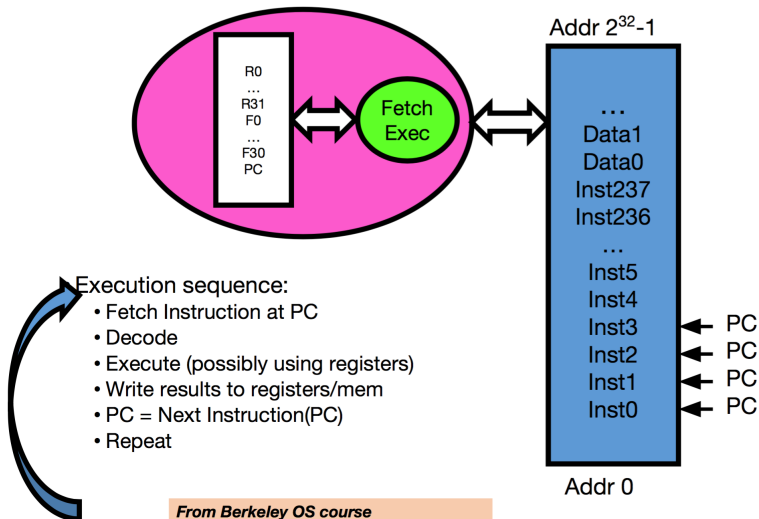 Addr 2³²-1
R0
...
R31
F0
...
F30
PC
Fetch
Exec
...
Data1
Data0
Inst237
Inst236
...
Inst5
Inst4
Inst3 PC
Inst2 PC
Inst1 PC
Inst0 PC
Addr 0
Execution sequence:
• Fetch Instruction at PC
• Decode
• Execute (possibly using registers)
• Write results to registers/mem
• PC = Next Instruction(PC)
• Repeat
From Berkeley OS course